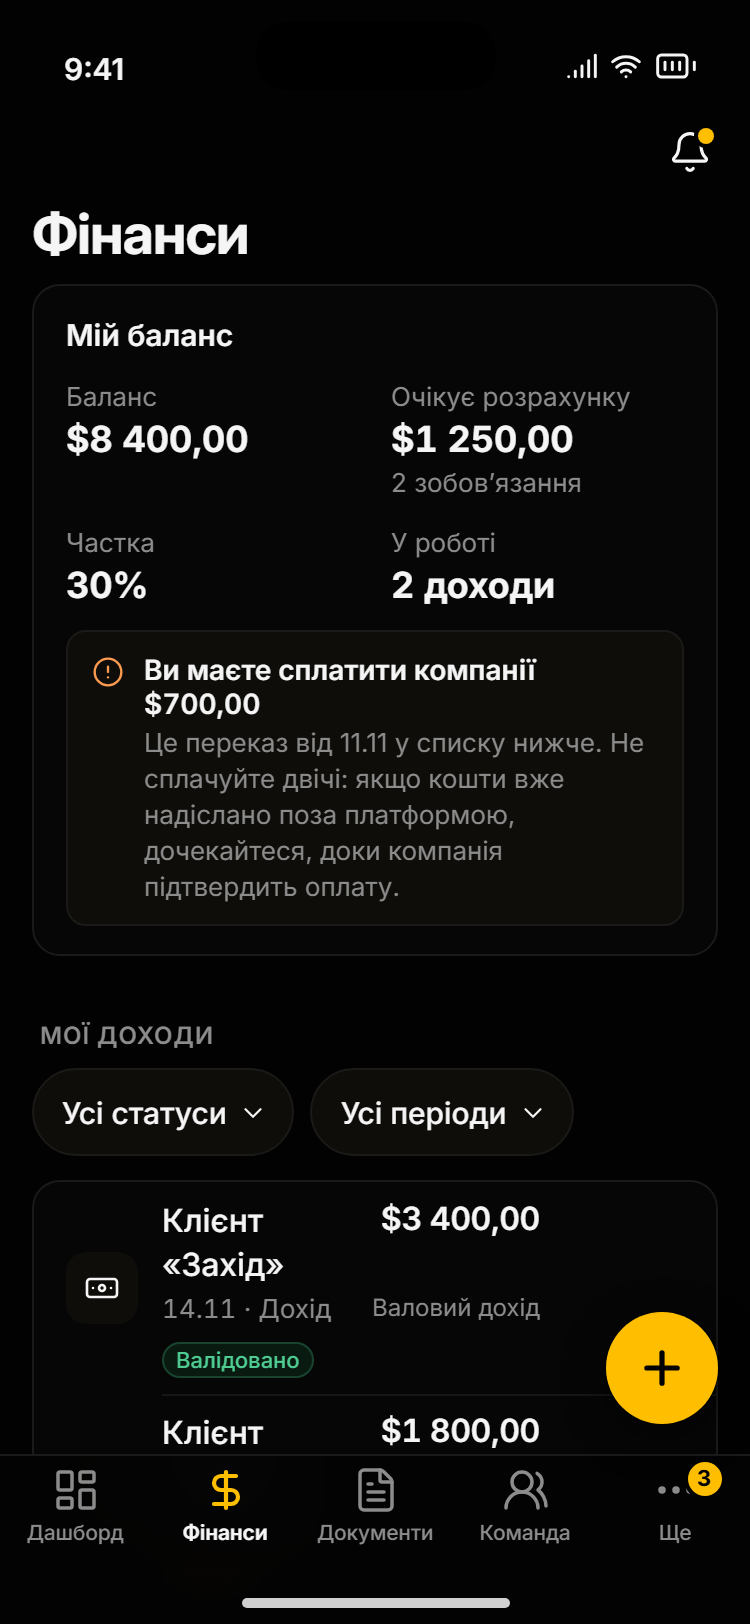 9:41
Фінанси
Мій баланс
Баланс
$8 400,00
Очікує розрахунку
$1 250,00
2 зобов’язання
Частка
30%
У роботі
2 доходи
Ви маєте сплатити компанії
$700,00
Це переказ від 11.11 у списку нижче. Не
сплачуйте двічі: якщо кошти вже
надіслано поза платформою,
дочекайтеся, доки компанія
підтвердить оплату.
МОЇ ДОХОДИ
Усі статуси
Усі періоди
Клієнт
«Захід»
$3 400,00
14.11 · Дохід
Валовий дохід
Валідовано
Клієнт
$1 800,00
Дашборд
Фінанси
Документи
Команда
3
Ще